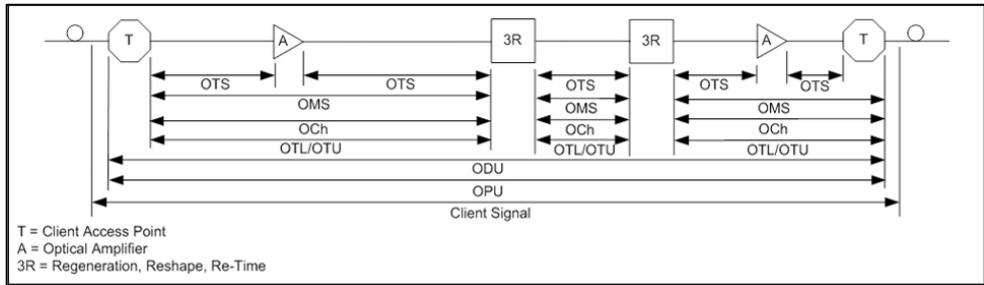 T A 3R 3R A T
OTS OTS OTS OTS OTS
OMS OMS OMS
OCh OCh OCh
OTL/OTU OTL/OTU OTL/OTU
ODU
OPU
Client Signal
T = Client Access Point
A = Optical Amplifier
3R = Regeneration, Reshape, Re-Time